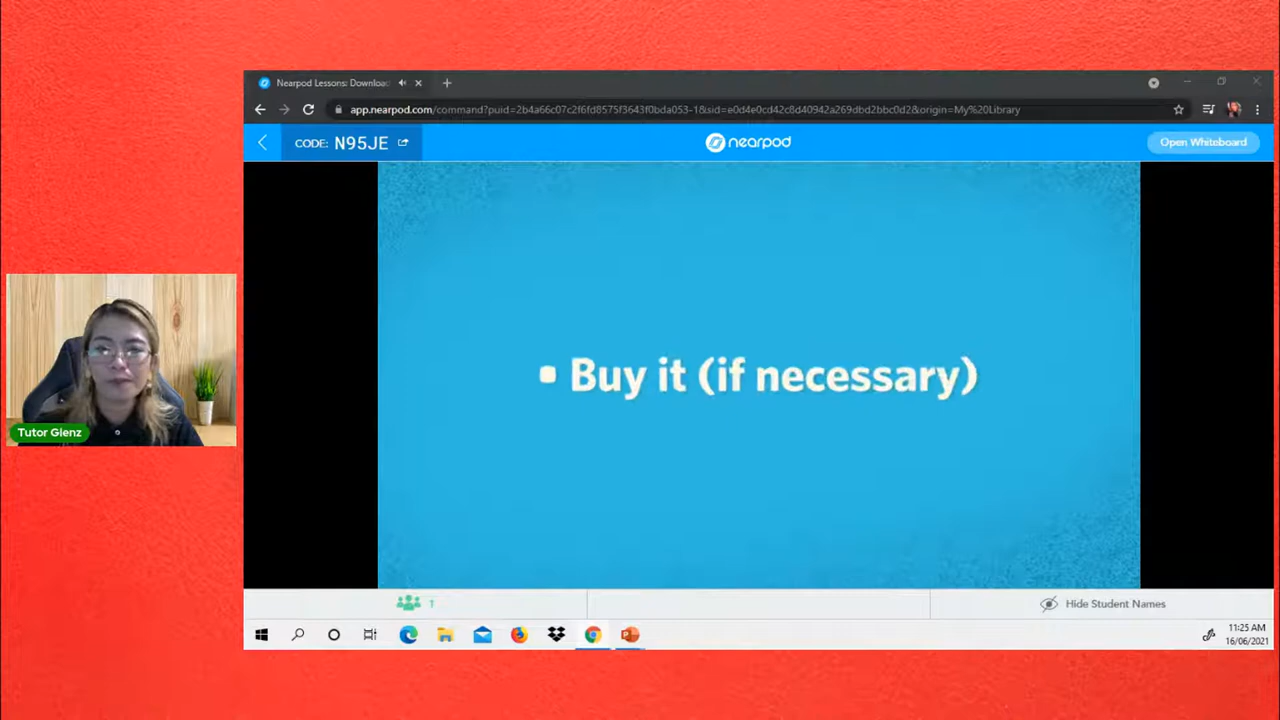 Nearpod Lessons: Downloa
app.nearpod.com/command?puid=2b4a66c07c2f6fd8575f3643f0bda053-1&sid=e0d4e0cd42c8d40942a269dbd2bbc0d2&origin=My%20Library
CODE: N95JE
nearpod
Open Whiteboard
• Buy it (if necessary)
Tutor Glenz
1
Hide Student Names
11:25 AM
16/06/2021